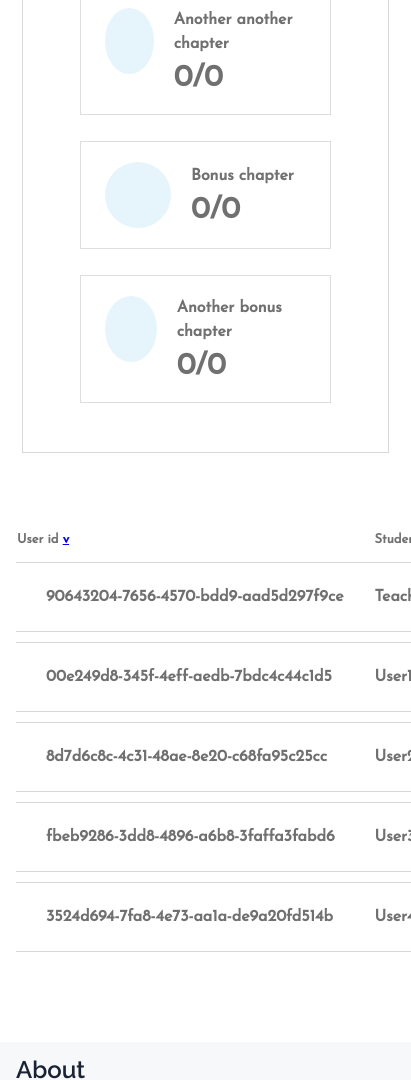 Another another
chapter
0/0
Bonus chapter
0/0
Another bonus
chapter
0/0
User id v
90643204-7656-4570-bdd9-aad5d297f9ce
00e249d8-345f-4eff-aedb-7bdc4c44c1d5
User1
8d7d6c8c-4c31-48ae-8e20-c68fa95c25cc
User2
fbeb9286-3dd8-4896-a6b8-3faffa3fabd6
User3
3524d694-7fa8-4e73-aa1a-de9a20fd514b
User4
About